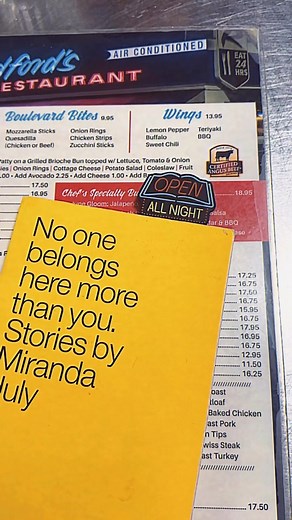 AIR CONDITIONED
RESTAURANT
EAT
24
HRS
Boulevard Bites 9.95
Wings 13.95
Mozzarella Sticks Onion Rings
Quesadilla Chicken Strips
(Chicken or Beef) Zucchini Sticks
Lemon Pepper Teriyaki
Buffalo BBQ
Sweet Chili
Patty on a Grilled Brioche Bun topped w/ Lettuce, Tomato & Onion
Onion Rings | Cottage Cheese | Potato Salad | Coleslaw | Fruit
.00 - Add Avocado 2.25 - Add Cheese 1.00 - Add
CERTIFIED
ANGUS BEEF
17.50
16.95
Chef's Specialty
18.95
OPEN
ALL NIGHT
& BBQ
No one
belongs
here more
than you.
Stories by
Miranda
July
17.25
17.50
16.75
16.75
15.95
16.75
17.95
16.95
16.95
16.75
12.95
11.50
16.25
Baked Chicken
Pork
Tips
Steak
Turkey
17.50